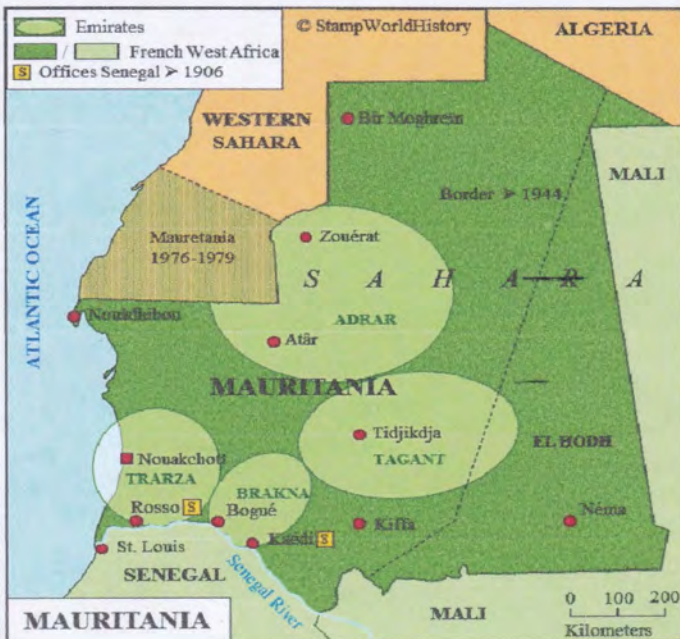 Emirates
© StampWorldHistory
/ French West Africa
S Offices Senegal ➢ 1906
ALGERIA
WESTERN
SAHARA
Bir Moghrein
MALI
Border ➢ 1944
ATLANTIC OCEAN
Mauretania
1976-1979
Zouérat
S A H A R A
Nouâdhibou
ADRAR
Atâr
MAURITANIA
Tidjikdja
TAGANT
EL HODH
Nouakchott
TRARZA
BRAKNA
Rosso S
Bogué
Kaédi S
Kiffa
Néma
St. Louis
SENEGAL
Senegal River
MALI
0 100 200
Kilometers
MAURITANIA